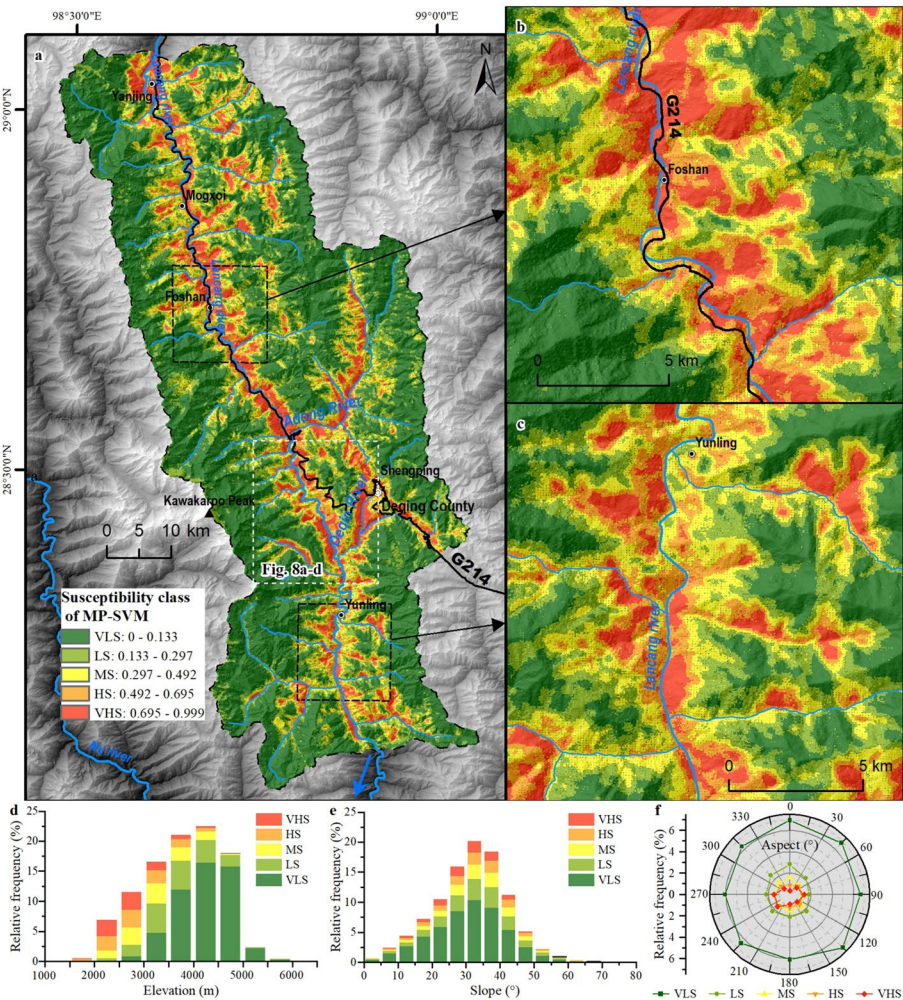 98°30'0"E
99°0'0"E
a
N
29°0'0"N
28°30'0"N
Yanjing
Mogxoi
Foshan
Lancang River
Adong River
Shengping
Deqing County
Kawakarpo Peak
0 5 10 km
Fig. 8a-d
G214
Yunling
Nu river
Susceptibility class
of MP-SVM
VLS: 0 - 0.133
LS: 0.133 - 0.297
MS: 0.297 - 0.492
HS: 0.492 - 0.695
VHS: 0.695 - 0.999
b
Lancang river
G214
Foshan
0 5 km
c
Yunling
Lancang river
0 5 km
d
Relative frequency (%)
25
20
15
10
5
0
1000 2000 3000 4000 5000 6000
Elevation (m)
VHS
HS
MS
LS
VLS
e
Relative frequency (%)
25
20
15
10
5
0
0 10 20 30 40 50 60 70 80
Slope (°)
VHS
HS
MS
LS
VLS
f
Relative frequency (%)
6
4
2
0
2
4
6
Aspect (°)
0
30
60
90
120
150
180
210
240
270
300
330
VLS LS MS HS VHS